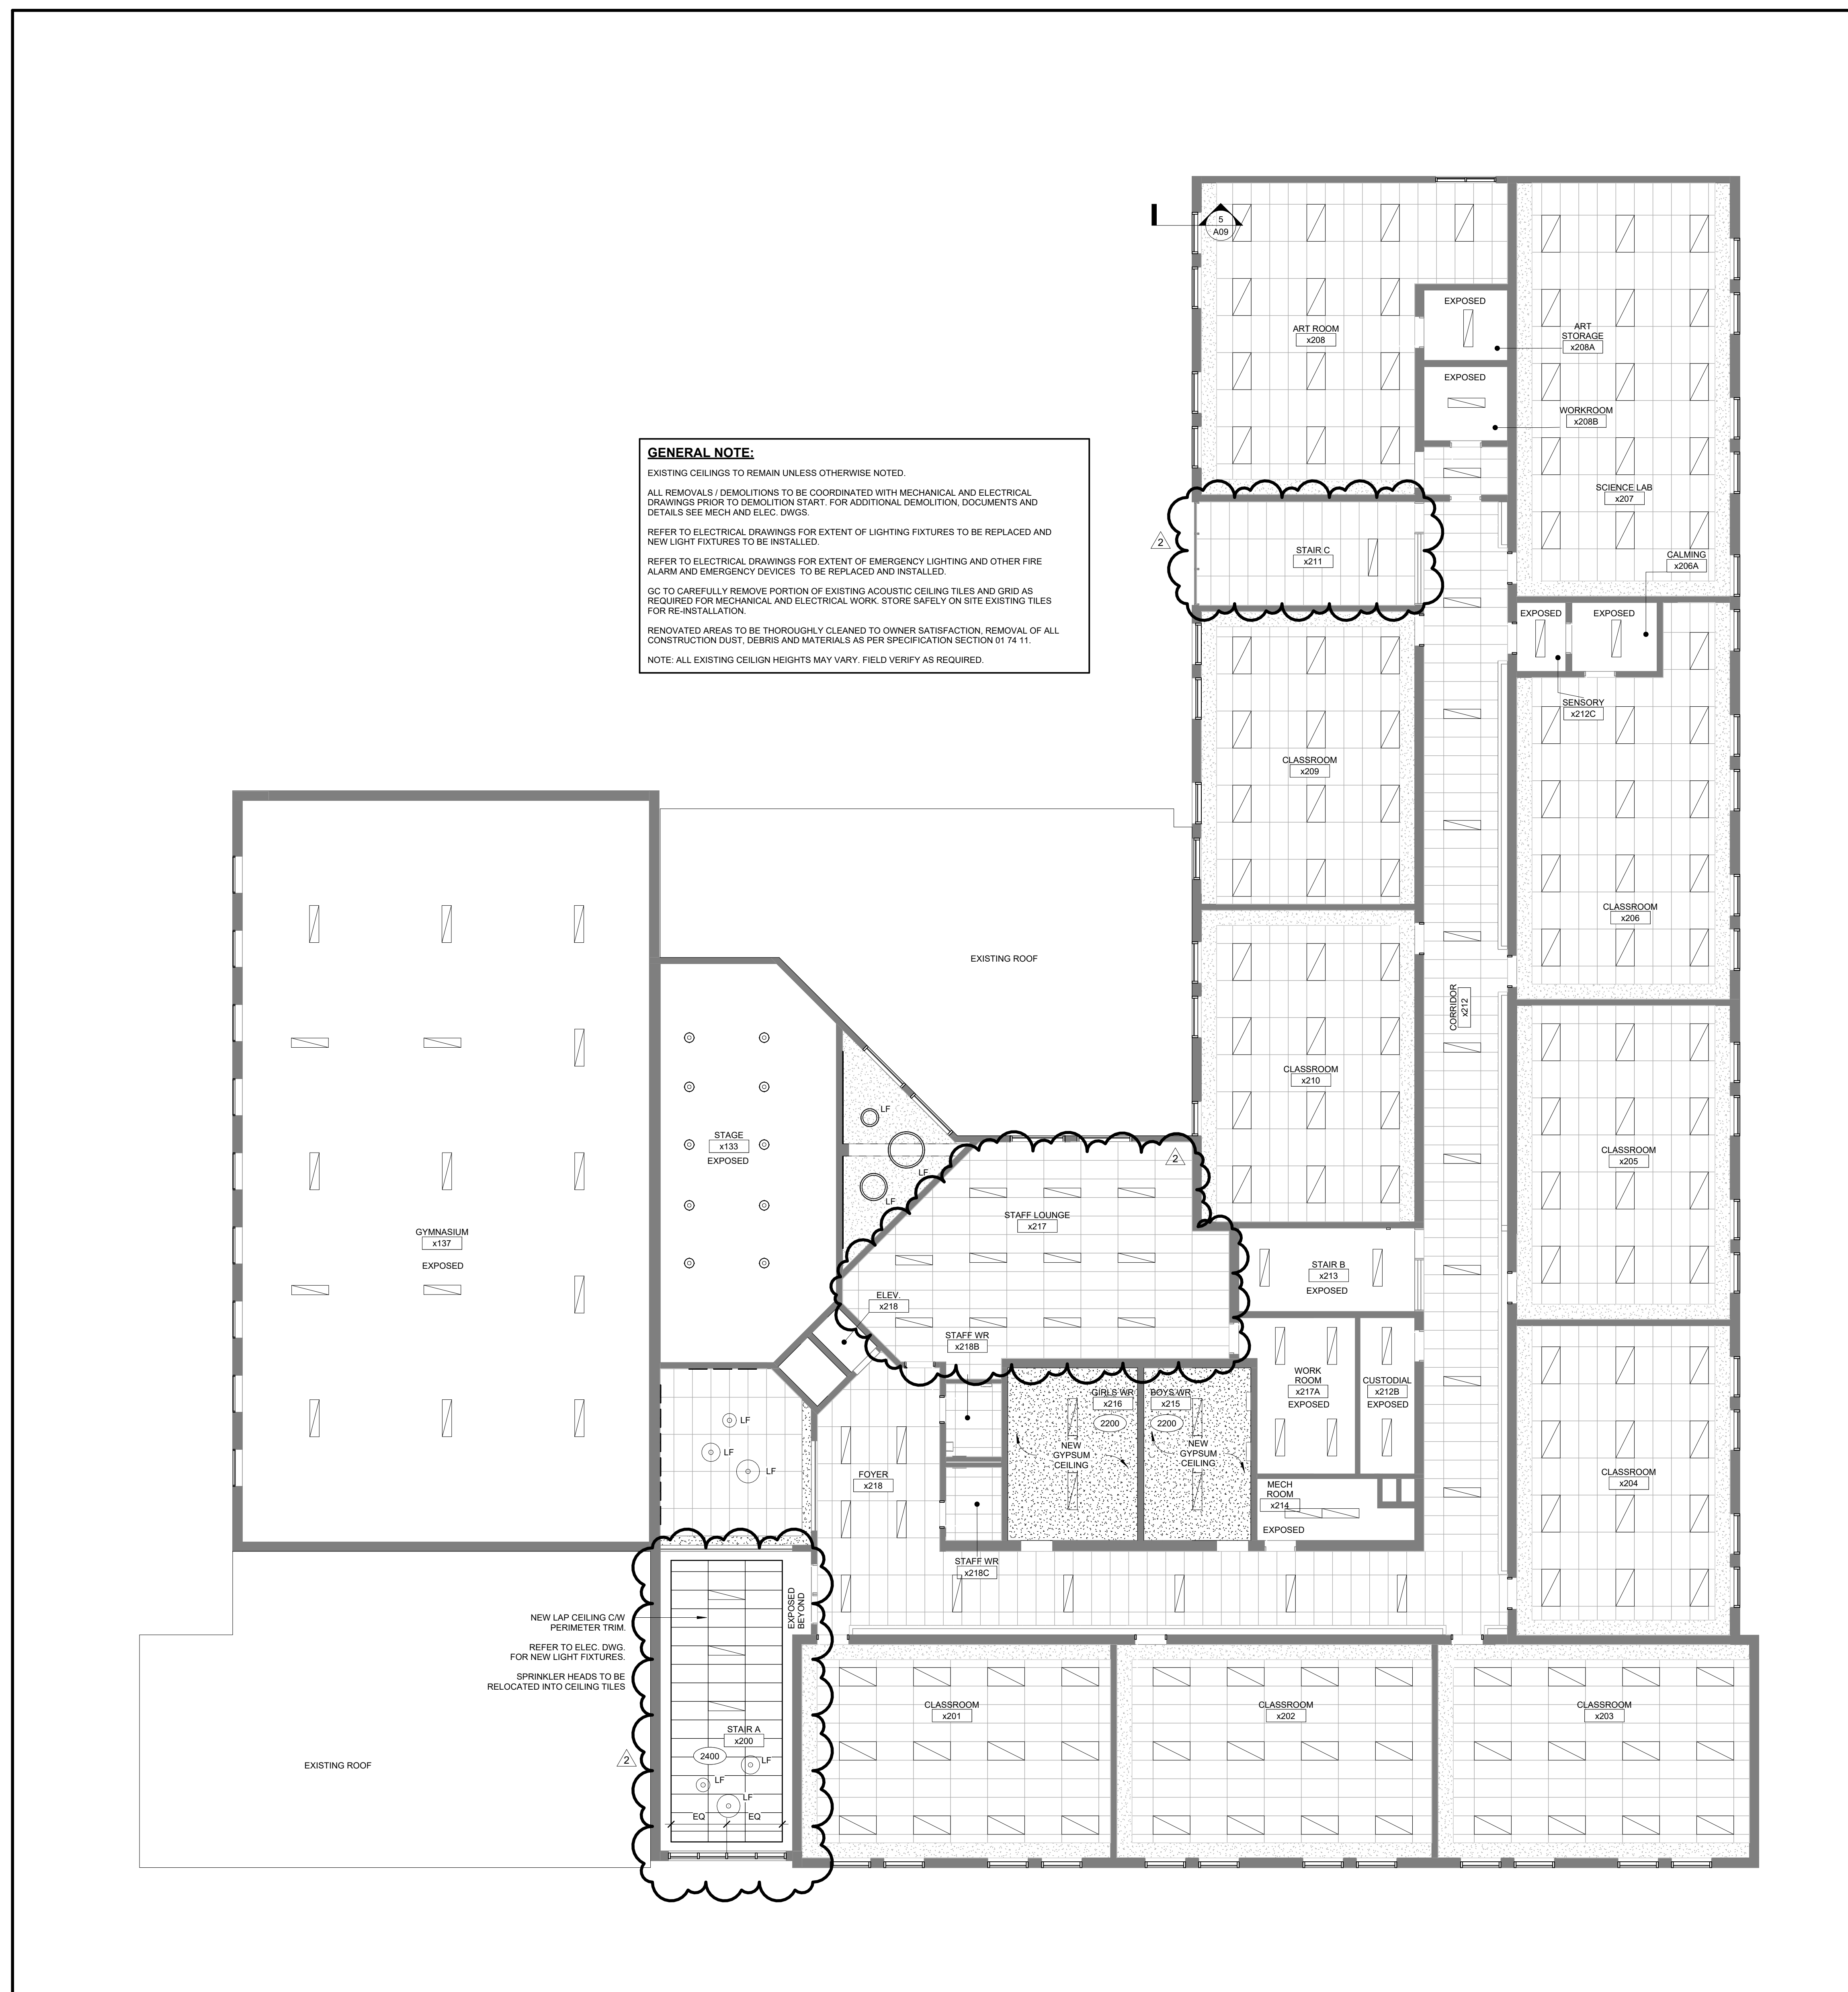 5
A09
EXPOSED
ART ROOM
x208
ART
STORAGE
x208A
EXPOSED
WORKROOM
x208B
GENERAL NOTE:
EXISTING CEILINGS TO REMAIN UNLESS OTHERWISE NOTED.
ALL REMOVALS / DEMOLITIONS TO BE COORDINATED WITH MECHANICAL AND ELECTRICAL
DRAWINGS PRIOR TO DEMOLITION START. FOR ADDITIONAL DEMOLITION, DOCUMENTS AND
DETAILS SEE MECH AND ELEC. DWGS.
REFER TO ELECTRICAL DRAWINGS FOR EXTENT OF LIGHTING FIXTURES TO BE REPLACED AND
NEW LIGHT FIXTURES TO BE INSTALLED.
REFER TO ELECTRICAL DRAWINGS FOR EXTENT OF EMERGENCY LIGHTING AND OTHER FIRE
ALARM AND EMERGENCY DEVICES TO BE REPLACED AND INSTALLED.
GC TO CAREFULLY REMOVE PORTION OF EXISTING ACOUSTIC CEILING TILES AND GRID AS
REQUIRED FOR MECHANICAL AND ELECTRICAL WORK. STORE SAFELY ON SITE EXISTING TILES
FOR RE-INSTALLATION.
RENOVATED AREAS TO BE THOROUGHLY CLEANED TO OWNER SATISFACTION, REMOVAL OF ALL
CONSTRUCTION DUST, DEBRIS AND MATERIALS AS PER SPECIFICATION SECTION 01 74 11.
NOTE: ALL EXISTING CEILIGN HEIGHTS MAY VARY. FIELD VERIFY AS REQUIRED.
SCIENCE LAB
x207
2
STAIR C
x211
CALMING
x206A
EXPOSED
EXPOSED
SENSORY
x212C
CLASSROOM
x209
CLASSROOM
x206
EXISTING ROOF
CORRIDOR
x212
CLASSROOM
x210
LF
STAGE
x133
EXPOSED
2
CLASSROOM
x205
LF
LF
STAFF LOUNGE
x217
GYMNASIUM
x137
EXPOSED
STAIR B
x213
EXPOSED
ELEV.
x218
STAFF WR
x218B
WORK
ROOM
x217A
EXPOSED
CUSTODIAL
x212B
EXPOSED
GIRLS WR
x216
BOYS WR
x215
2200
2200
LF
LF
LF
NEW
GYPSUM
CEILING
NEW
GYPSUM
CEILING
FOYER
x218
CLASSROOM
x204
MECH
ROOM
x214
EXPOSED
STAFF WR
x218C
EXPOSED
BEYOND
NEW LAP CEILING C/W
PERIMETER TRIM.
REFER TO ELEC. DWG.
FOR NEW LIGHT FIXTURES.
SPRINKLER HEADS TO BE
RELOCATED INTO CEILING TILES
CLASSROOM
x201
CLASSROOM
x202
CLASSROOM
x203
STAIR A
x200
2400
LF
2
EXISTING ROOF
LF
LF
EQ
EQ